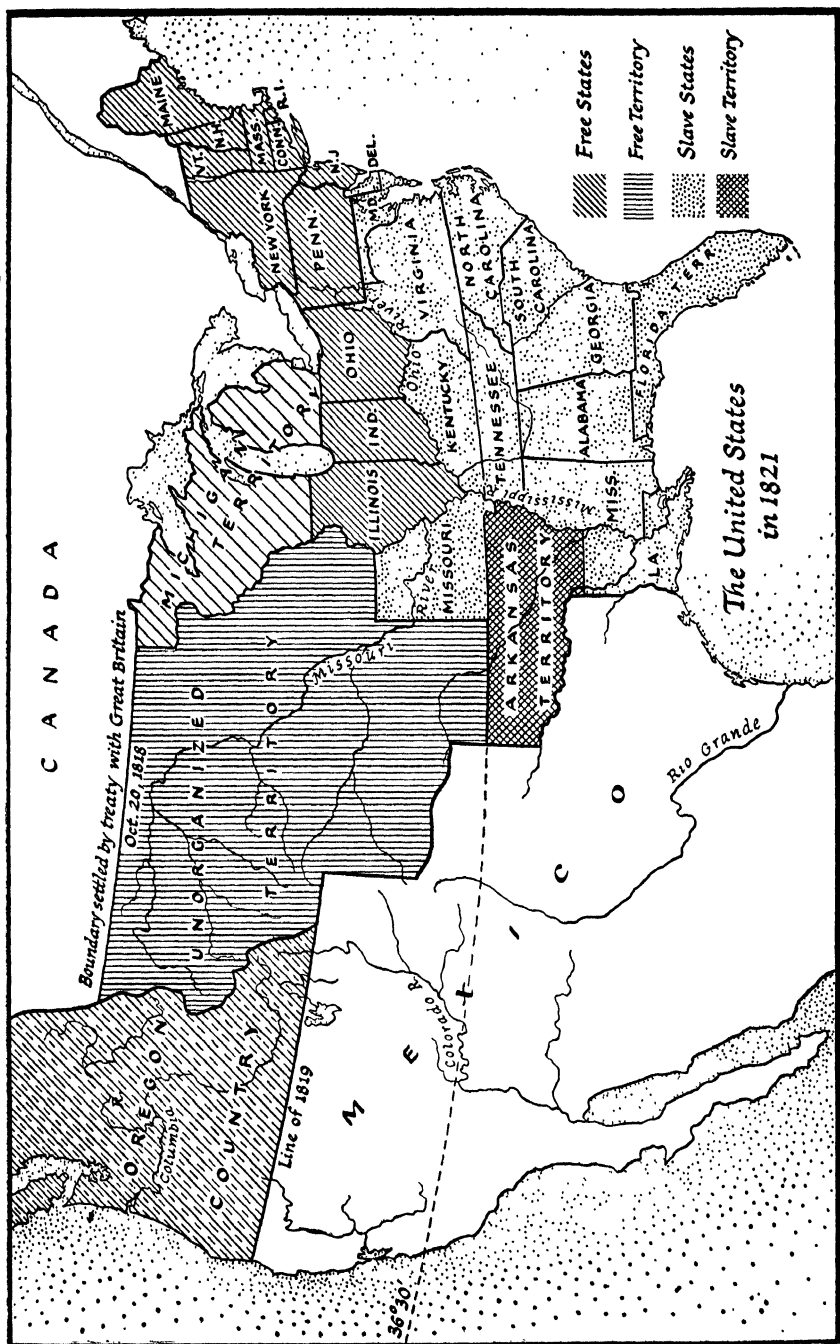 CANADA
Boundary settled by treaty with Great Britain
Oct. 20, 1818
OREGON
COUNTRY
Columbia
R.
UNORGANIZED
TERRITORY
Missouri
River
MICHIGAN
TERRITORY
MAINE
VT.
N.H.
MASS.
CONN.
R.I.
NEW YORK
PENN.
N.J.
DEL.
MD.
OHIO
IND.
ILLINOIS
Ohio
River
VIRGINIA
KENTUCKY
MISSOURI
NORTH
CAROLINA
TENNESSEE
SOUTH
CAROLINA
ARKANSAS
TERRITORY
Mississippi
GEORGIA
ALABAMA
MISS.
LA.
FLORIDA TERR.
Line of 1819
MEXICO
Colorado R.
Rio Grande
36°30'
The United States
in 1821
Free States
Free Territory
Slave States
Slave Territory